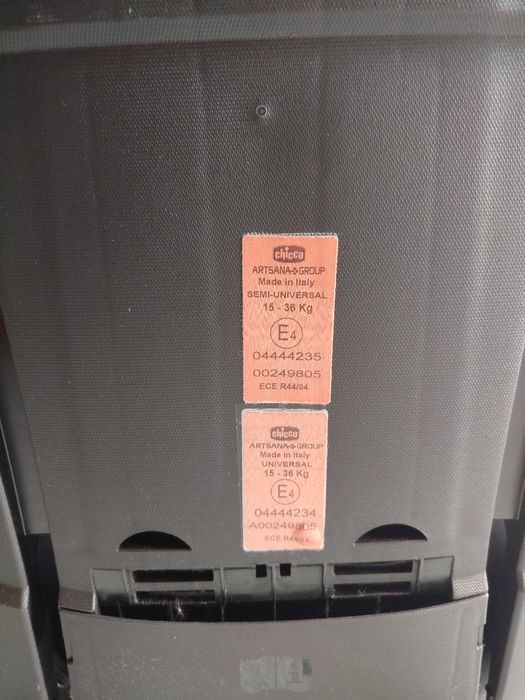 chicco
ARTSANA GROUP
Made in Italy
SEMI-UNIVERSAL
15 - 36 Kg
E4
04444235
00249805
ECE R44/04
chicco
ARTSANA GROUP
Made in Italy
UNIVERSAL
15 - 36 Kg
E4
04444234
A00249805
ECE R44/04